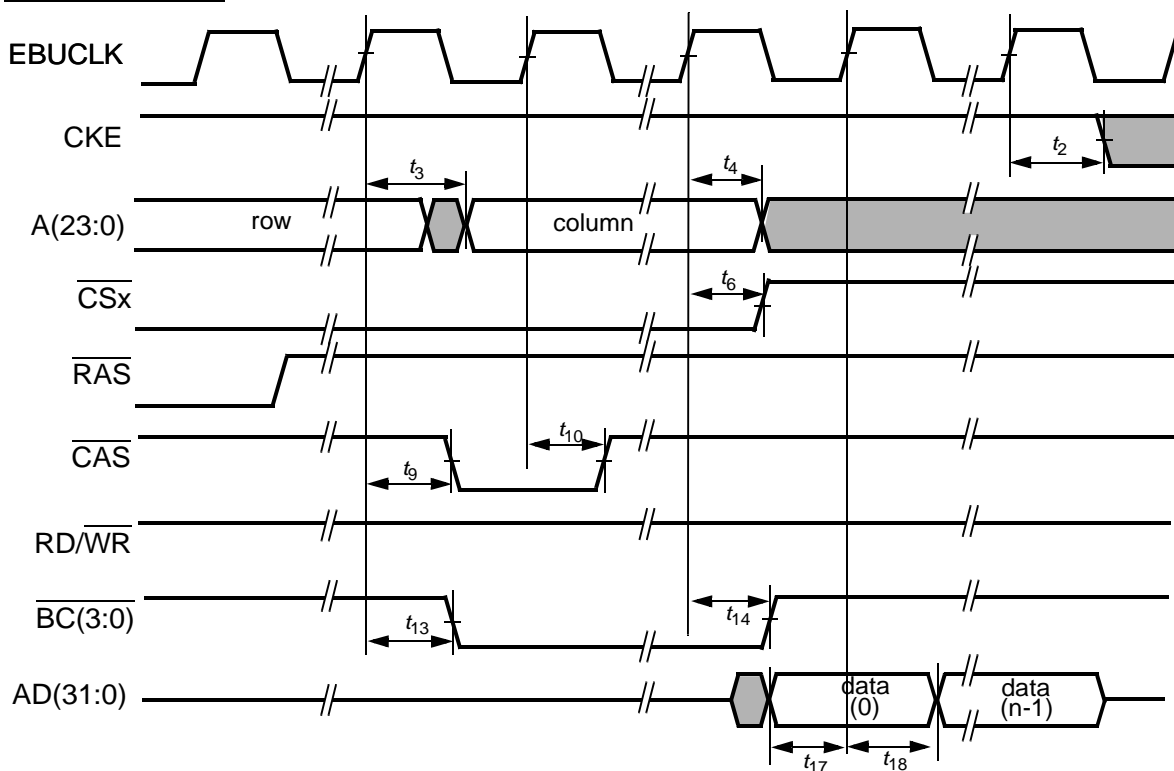 EBUCLK
CKE
t2
t3
t4
A(23:0)
row
column
CSx
t6
RAS
CAS
t10
t9
RD/WR
BC(3:0)
t13
t14
AD(31:0)
data
(0)
data
(n-1)
t17
t18